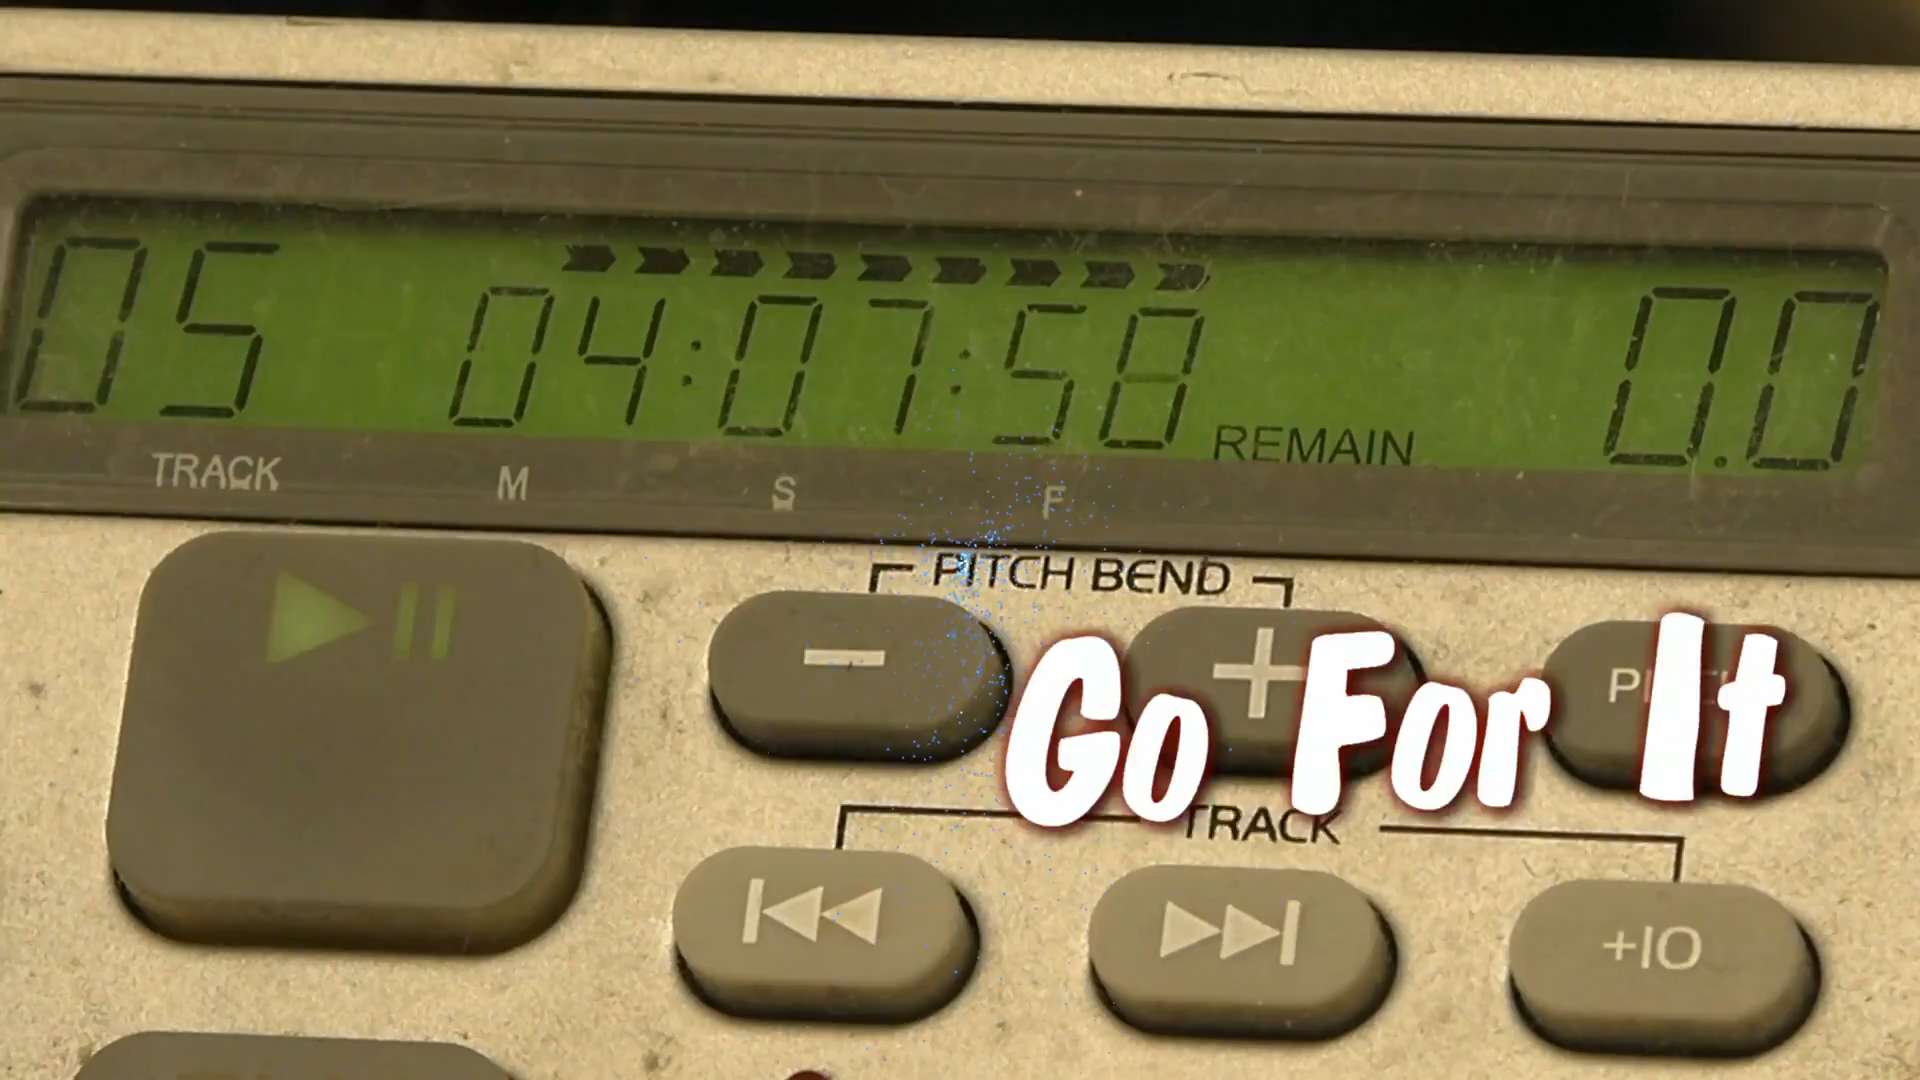 05 04:07:58 REMAIN 0.0
TRACK M S F
PITCH BEND
Go For It
TRACK
+10